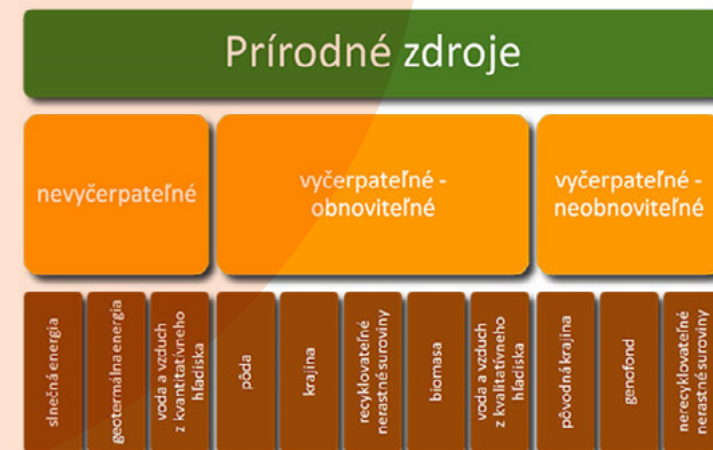 Prírodné zdroje
nevyčerpateľné
vyčerpateľné -
obnoviteľné
vyčerpateľné -
neobnoviteľné
slnečná energia
geotermálna energia
voda a vzduch
z kvantitatívneho
hľadiska
pôda
krajina
recyklovateľné
nerastné suroviny
biomasa
voda a vzduch
z kvalitatívneho
hľadiska
pôvodná krajina
genofond
nerecyklovateľné
nerastné suroviny